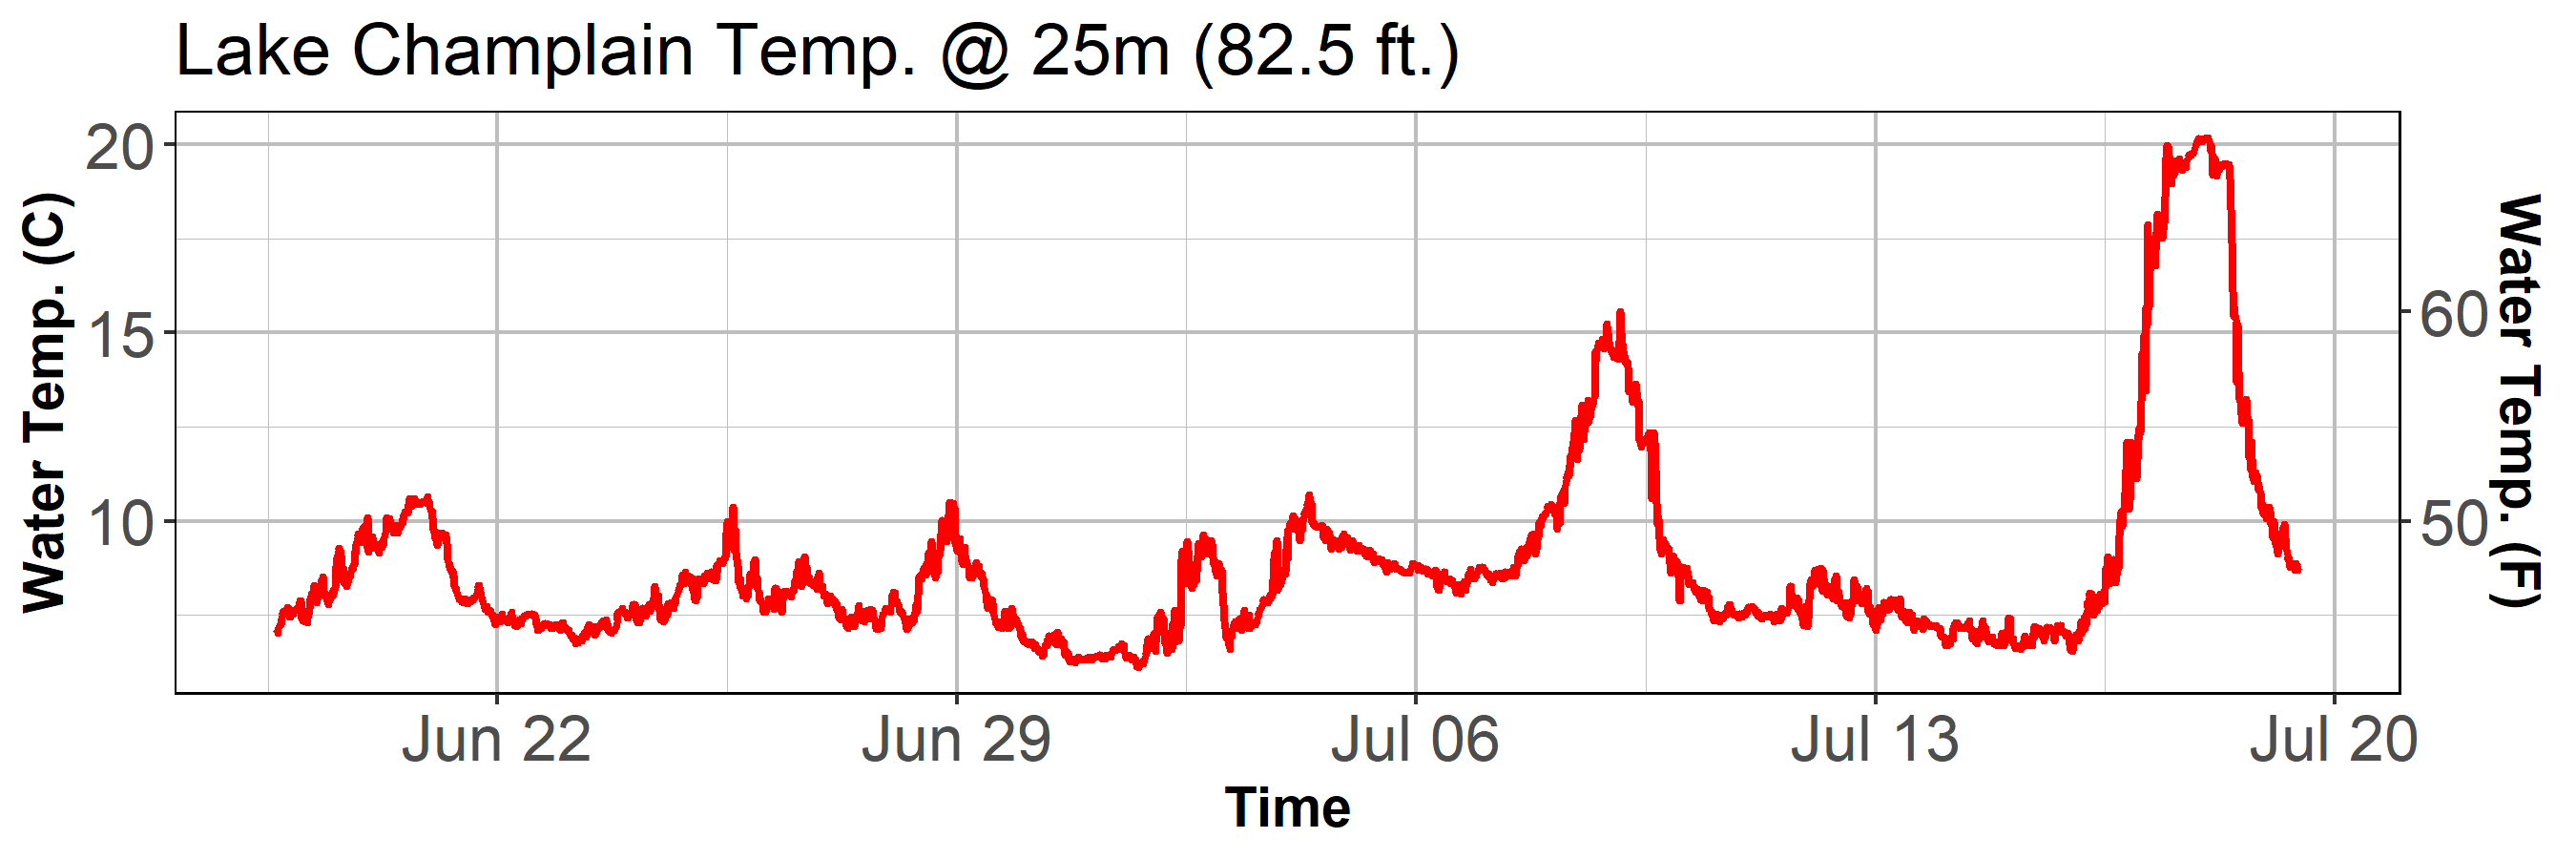 Lake Champlain Temp. @ 25m (82.5 ft.)
Water Temp. (C)
20
15
10
60
50
Water Temp. (F)
Jun 22
Jun 29
Jul 06
Jul 13
Jul 20
Time